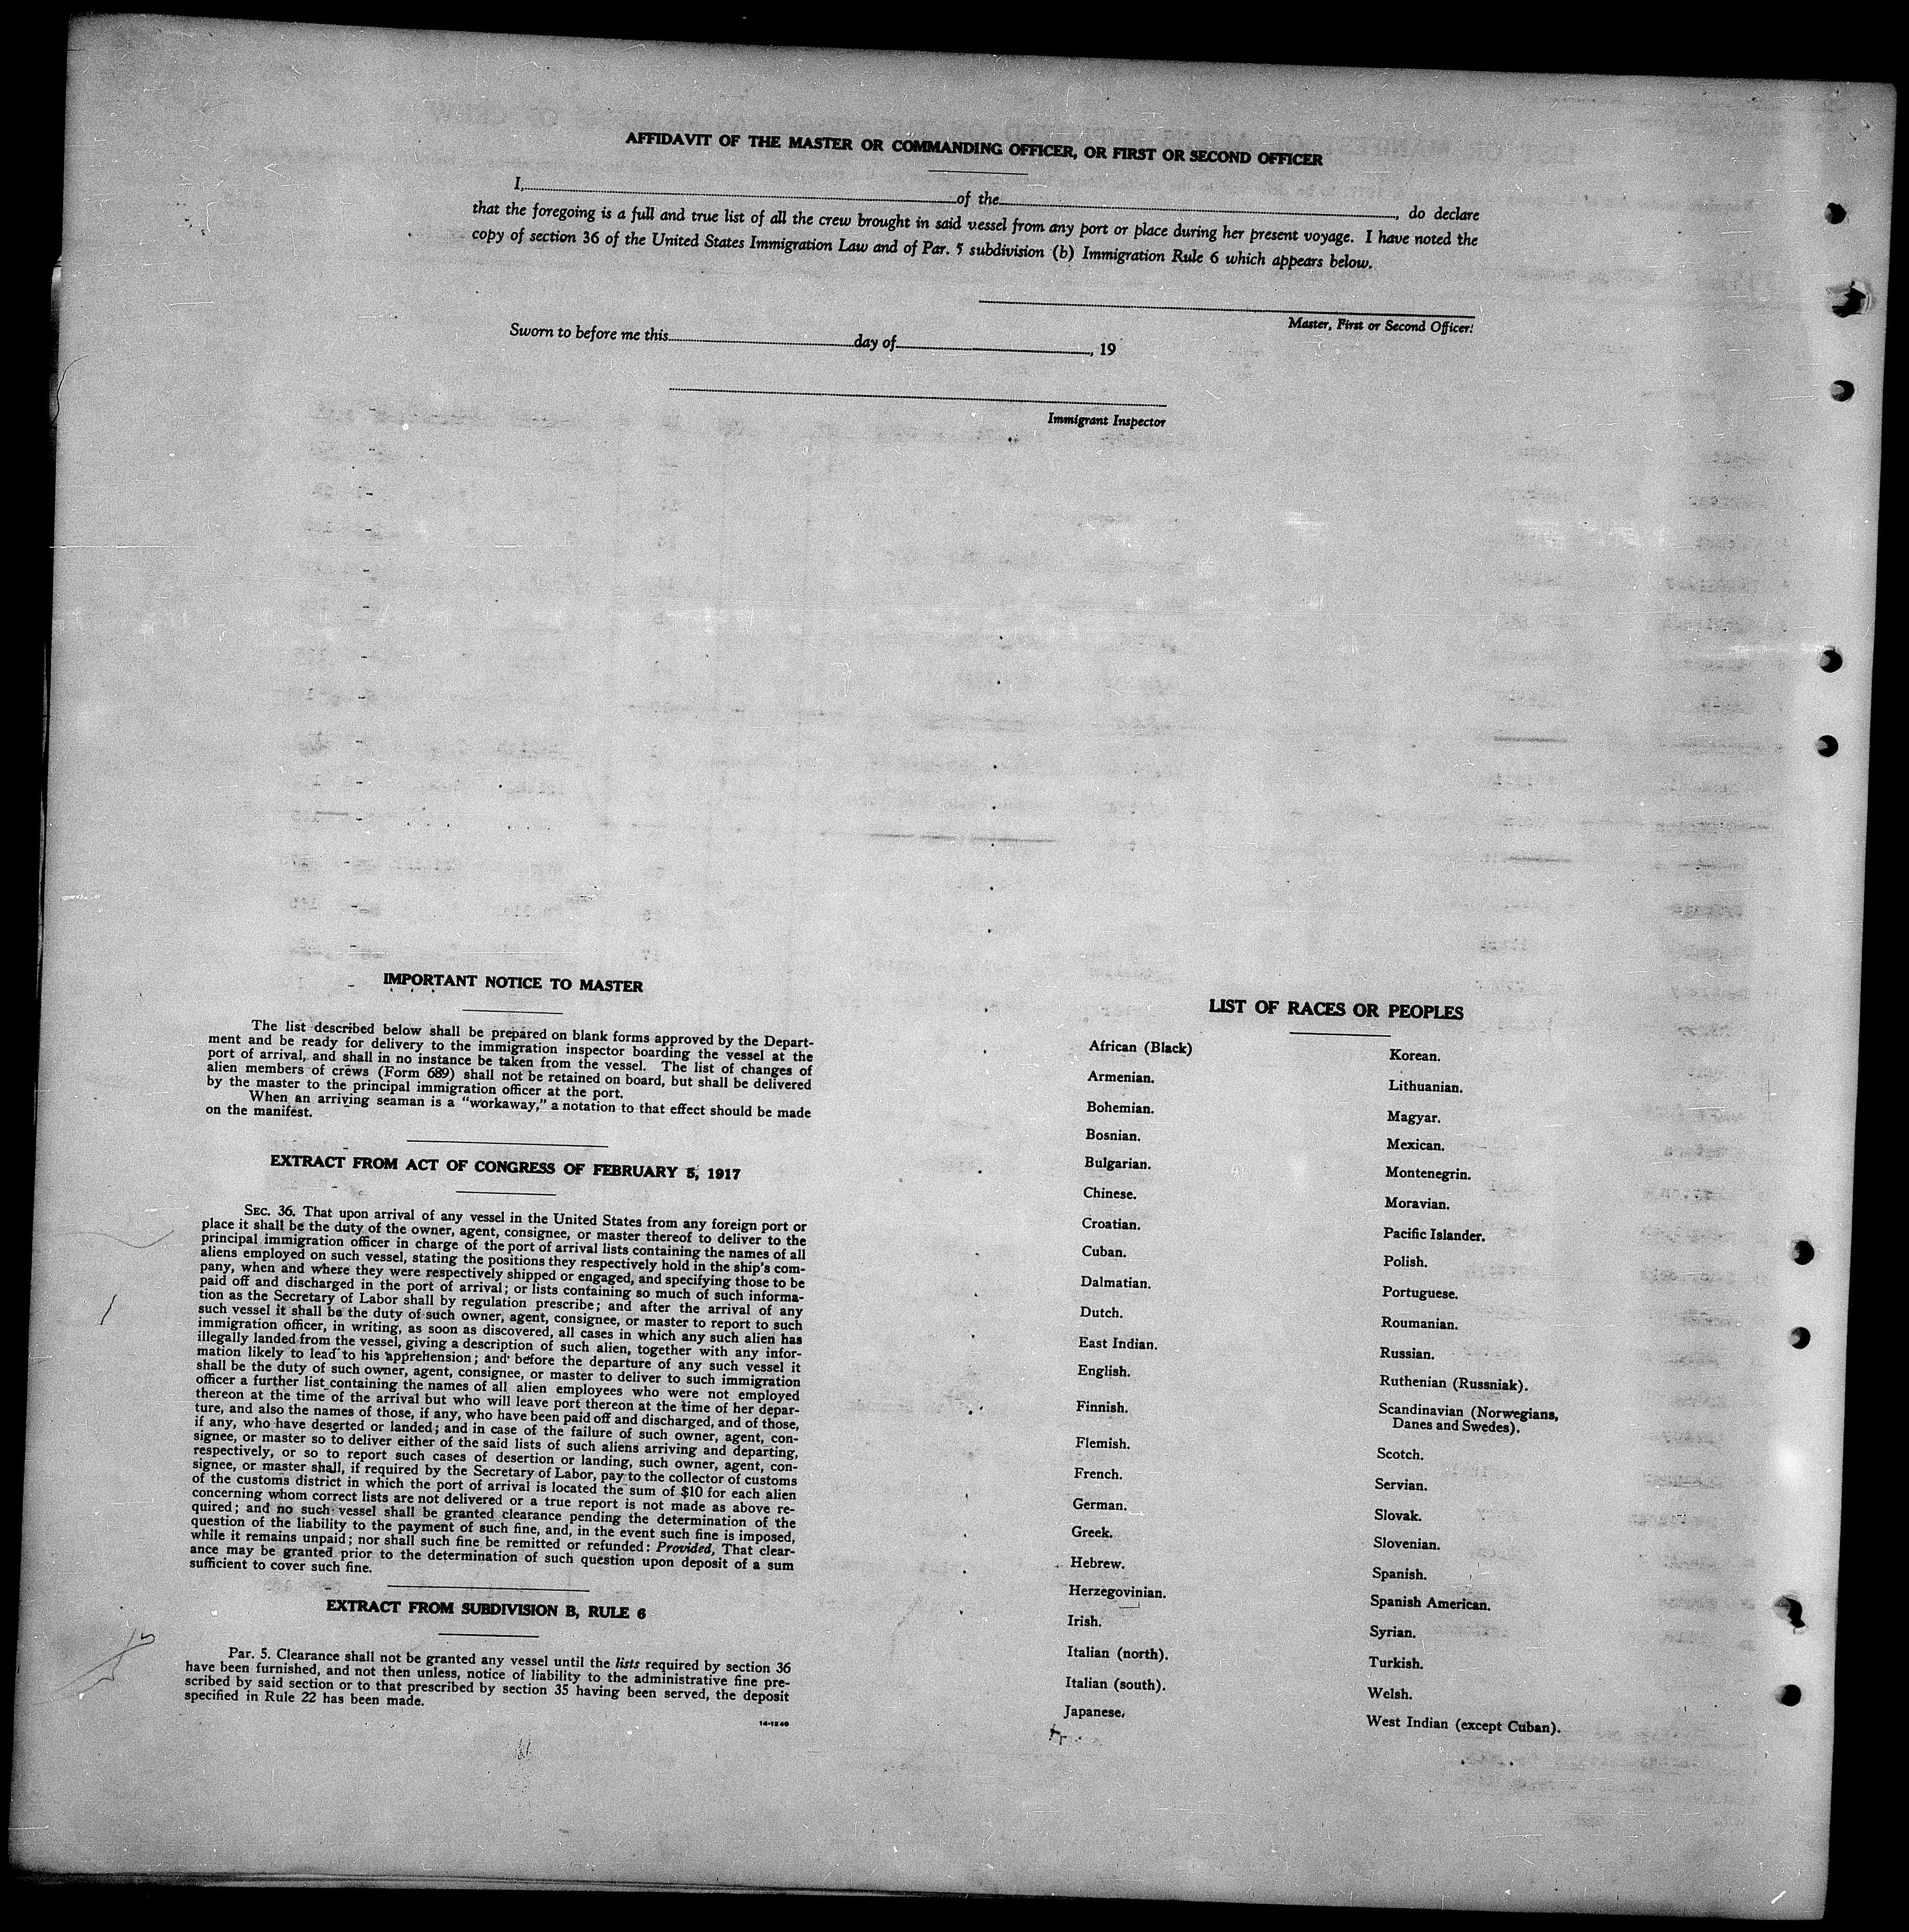 AFFIDAVIT OF THE MASTER OR COMMANDING OFFICER, OR FIRST OR SECOND OFFICER
I, of the , do declare
that the foregoing is a full and true list of all the crew brought in said vessel from any port or place during her present voyage. I have noted the
copy of section 36 of the United States Immigration Law and of Par. 5 subdivision (b) Immigration Rule 6 which appears below.
Master, First or Second Officer.
Sworn to before me this day of , 19
Immigrant Inspector
IMPORTANT NOTICE TO MASTER
The list described below shall be prepared on blank forms approved by the Depart-
ment and be ready for delivery to the immigration inspector boarding the vessel at the
port of arrival, and shall in no instance be taken from the vessel. The list of changes of
alien members of crews (Form 689) shall not be retained on board, but shall be delivered
by the master to the principal immigration officer at the port.
When an arriving seaman is a "workaway," a notation to that effect should be made
on the manifest.
EXTRACT FROM ACT OF CONGRESS OF FEBRUARY 5, 1917
SEC. 36. That upon arrival of any vessel in the United States from any foreign port or
place it shall be the duty of the owner, agent, consignee, or master thereof to deliver to the
principal immigration officer in charge of the port of arrival lists containing the names of all
aliens employed on such vessel, stating the positions they respectively hold in the ship's com-
pany, when and where they were respectively shipped or engaged, and specifying those to be
paid off and discharged in the port of arrival; or lists containing so much of such informa-
tion as the Secretary of Labor shall by regulation prescribe; and after the arrival of any
such vessel it shall be the duty of such owner, agent, consignee, or master to report to such
immigration officer, in writing, as soon as discovered, all cases in which any such alien has
illegally landed from the vessel, giving a description of such alien, together with any infor-
mation likely to lead to his apprehension; and before the departure of any such vessel it
shall be the duty of such owner, agent, consignee, or master to deliver to such immigration
officer a further list containing the names of all alien employees who were not employed
thereon at the time of the arrival but who will leave port thereon at the time of her depar-
ture, and also the names of those, if any, who have been paid off and discharged, and of those,
if any, who have deserted or landed; and in case of the failure of such owner, agent, con-
signee, or master so to deliver either of the said lists of such aliens arriving and departing,
respectively, or so to report such cases of desertion or landing, such owner, agent, con-
signee, or master shall, if required by the Secretary of Labor, pay to the collector of customs
of the customs district in which the port of arrival is located the sum of $10 for each alien
concerning whom correct lists are not delivered or a true report is not made as above re-
quired; and no such vessel shall be granted clearance pending the determination of the
question of the liability to the payment of such fine, and, in the event such fine is imposed,
while it remains unpaid; nor shall such fine be remitted or refunded: Provided, That clear-
ance may be granted prior to the determination of such question upon deposit of a sum
sufficient to cover such fine.
EXTRACT FROM SUBDIVISION B, RULE 6
Par. 5. Clearance shall not be granted any vessel until the lists required by section 36
have been furnished, and not then unless, notice of liability to the administrative fine pre-
scribed by said section or to that prescribed by section 35 having been served, the deposit
specified in Rule 22 has been made.
LIST OF RACES OR PEOPLES
African (Black)
Armenian.
Bohemian.
Bosnian.
Bulgarian.
Chinese.
Croatian.
Cuban.
Dalmatian.
Dutch.
East Indian.
English.
Finnish.
Flemish.
French.
German.
Greek.
Hebrew.
Herzegovinian.
Irish.
Italian (north).
Italian (south).
Japanese.
Korean.
Lithuanian.
Magyar.
Mexican.
Montenegrin.
Moravian.
Pacific Islander.
Polish.
Portuguese.
Roumanian.
Russian.
Ruthenian (Russniak).
Scandinavian (Norwegians,
Danes and Swedes).
Scotch.
Servian.
Slovak.
Slovenian.
Spanish.
Spanish American.
Syrian.
Turkish.
Welsh.
West Indian (except Cuban).